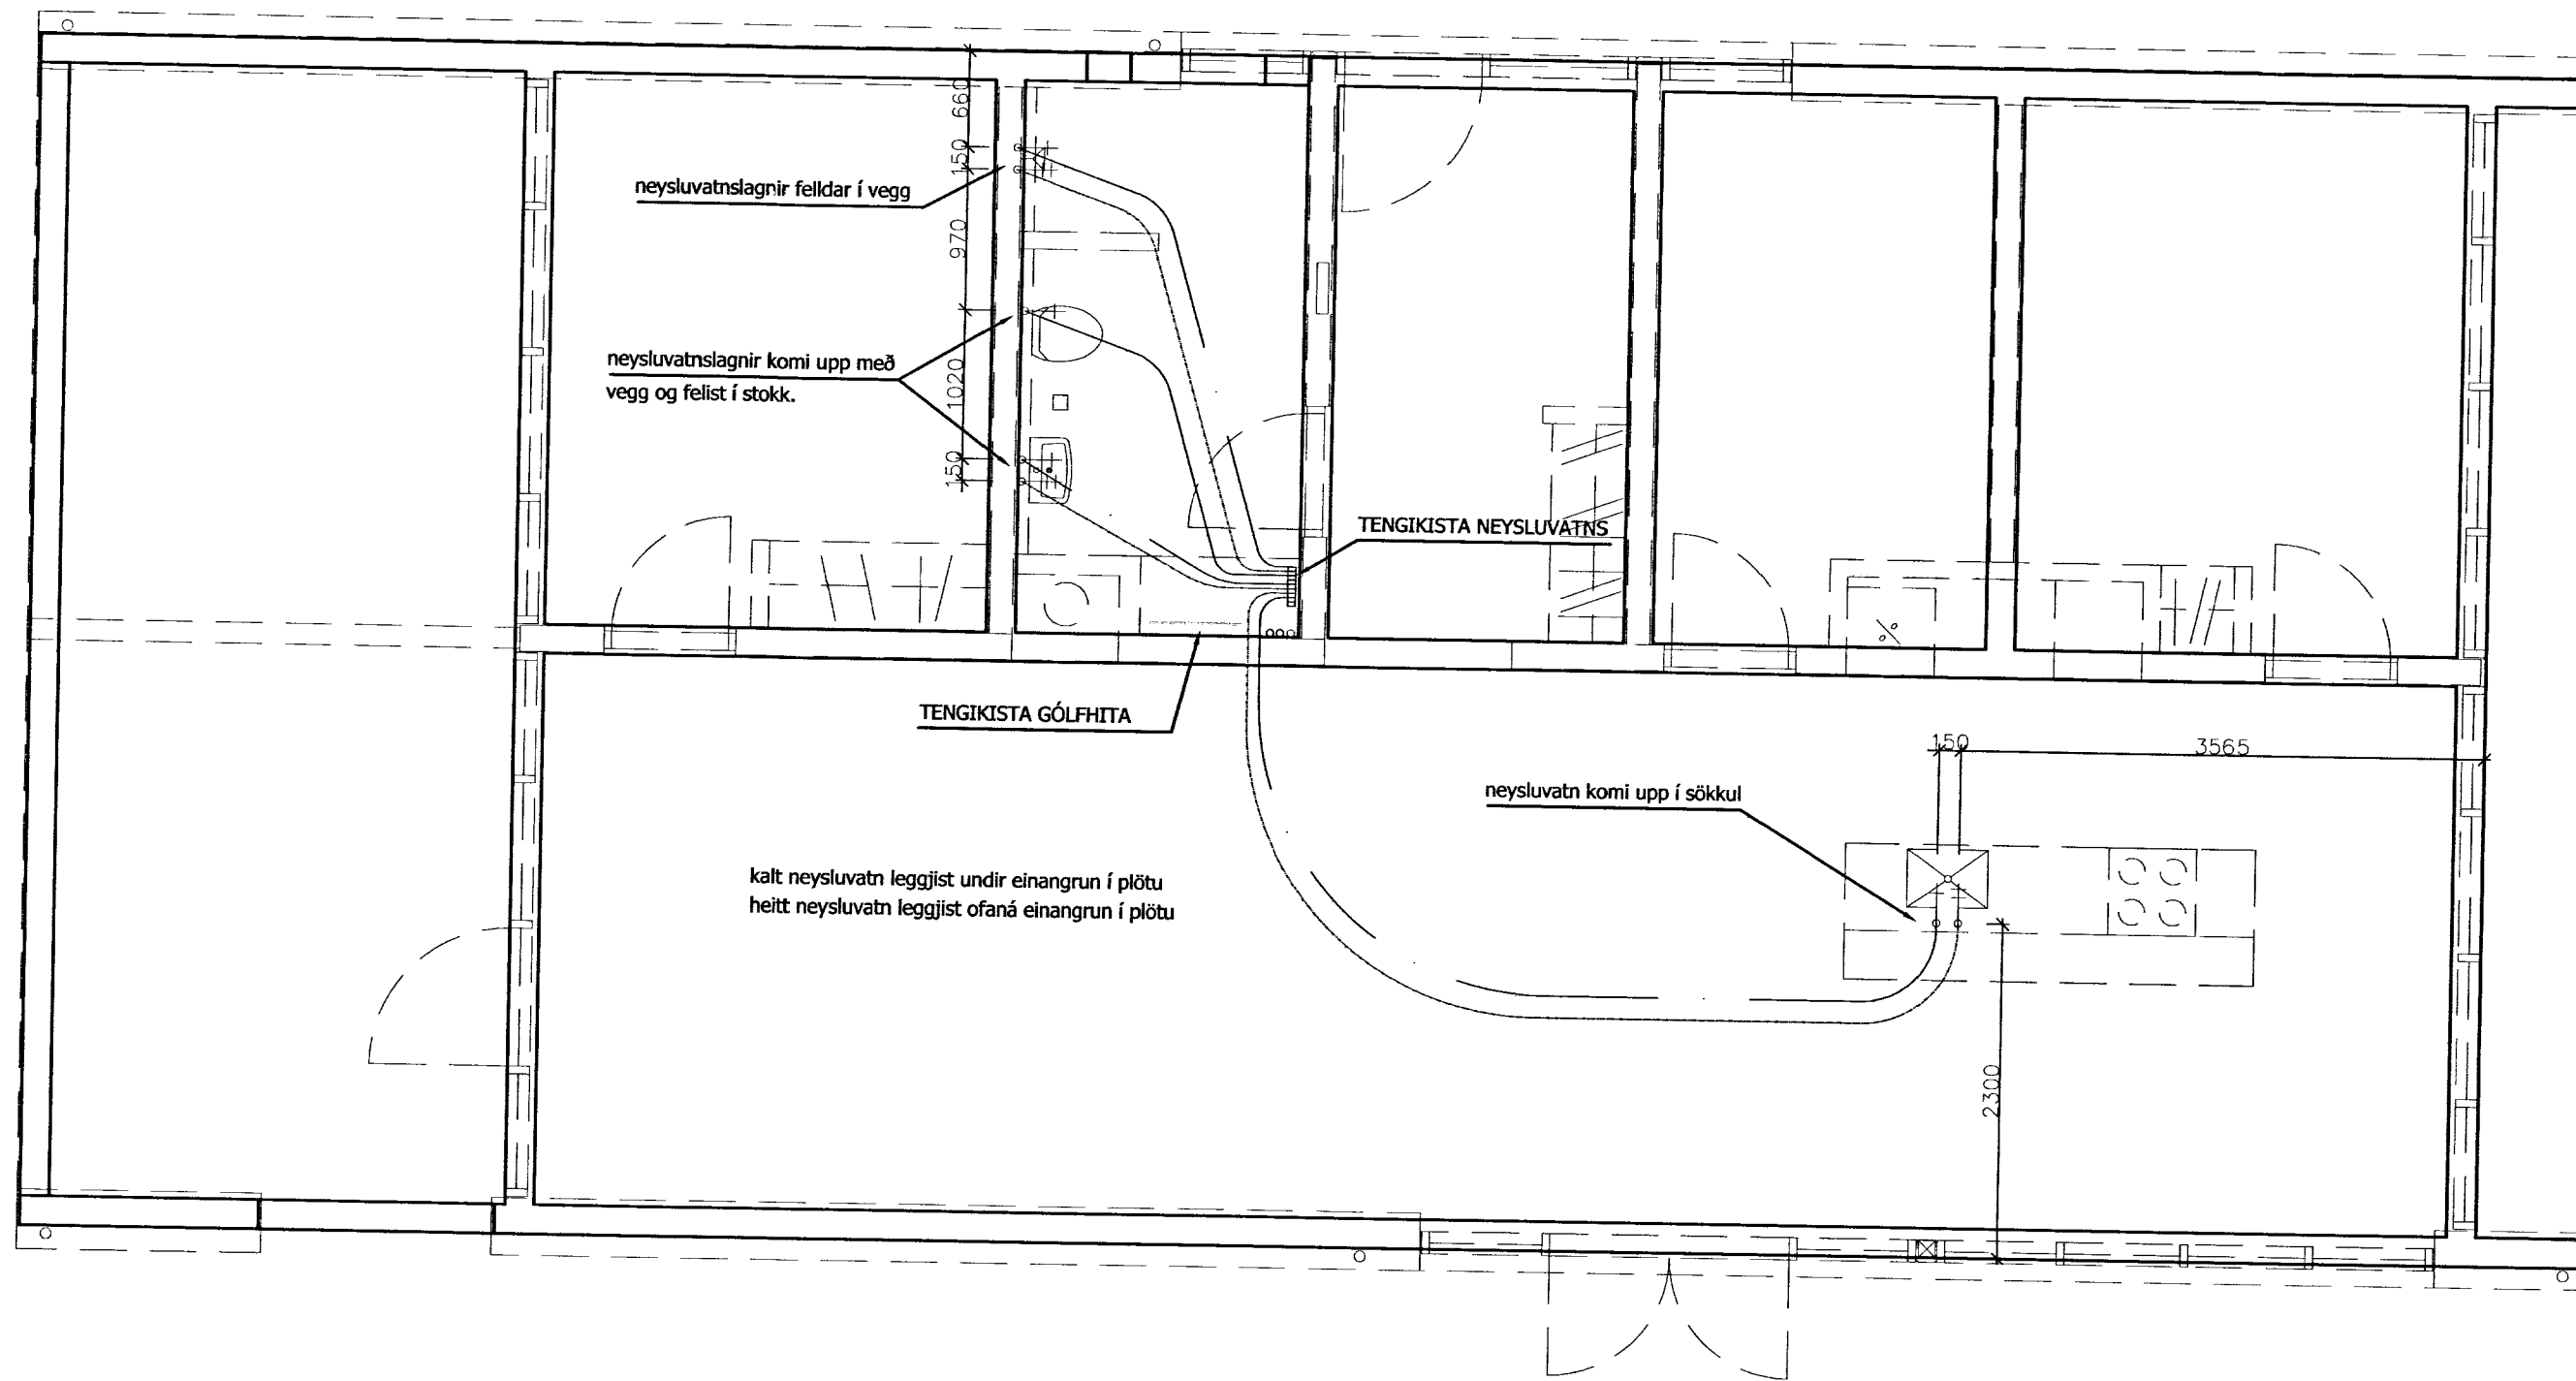 660
150
neysluvatnslagnir felldar í vegg
970
neysluvatnslagnir komi upp með
vegg og felist í stokk.
1020
150
TENGIKISTA NEYSLUVATNS
TENGIKISTA GÓLFHITA
150
3565
neysluvatn komi upp í sökkul
kalt neysluvatn leggjist undir einangrun í plötu
heitt neysluvatn leggjist ofaná einangrun í plötu
2300